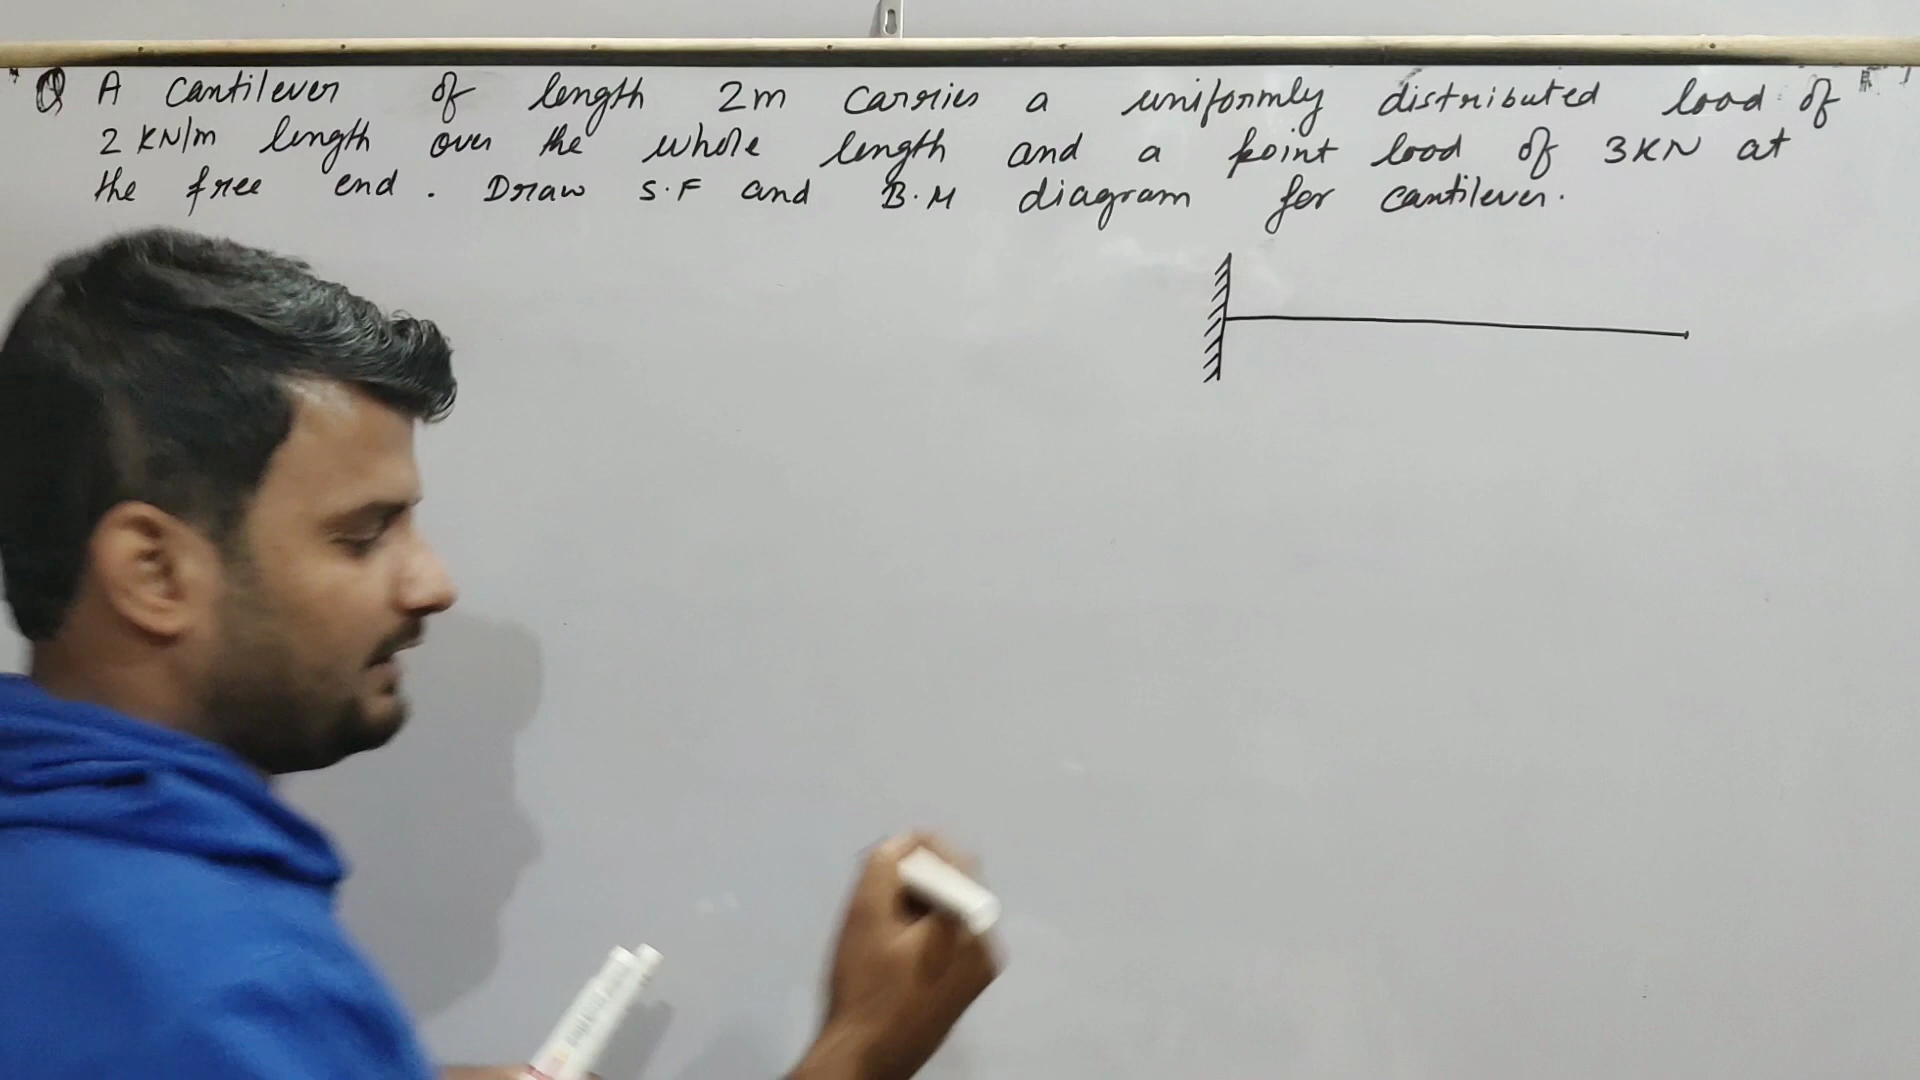 Q A cantilever of length 2m carries a uniformly distributed load of
2 KN/m length over the whole length and a point load of 3KN at
the free end. Draw S.F and B.M diagram for cantilever.